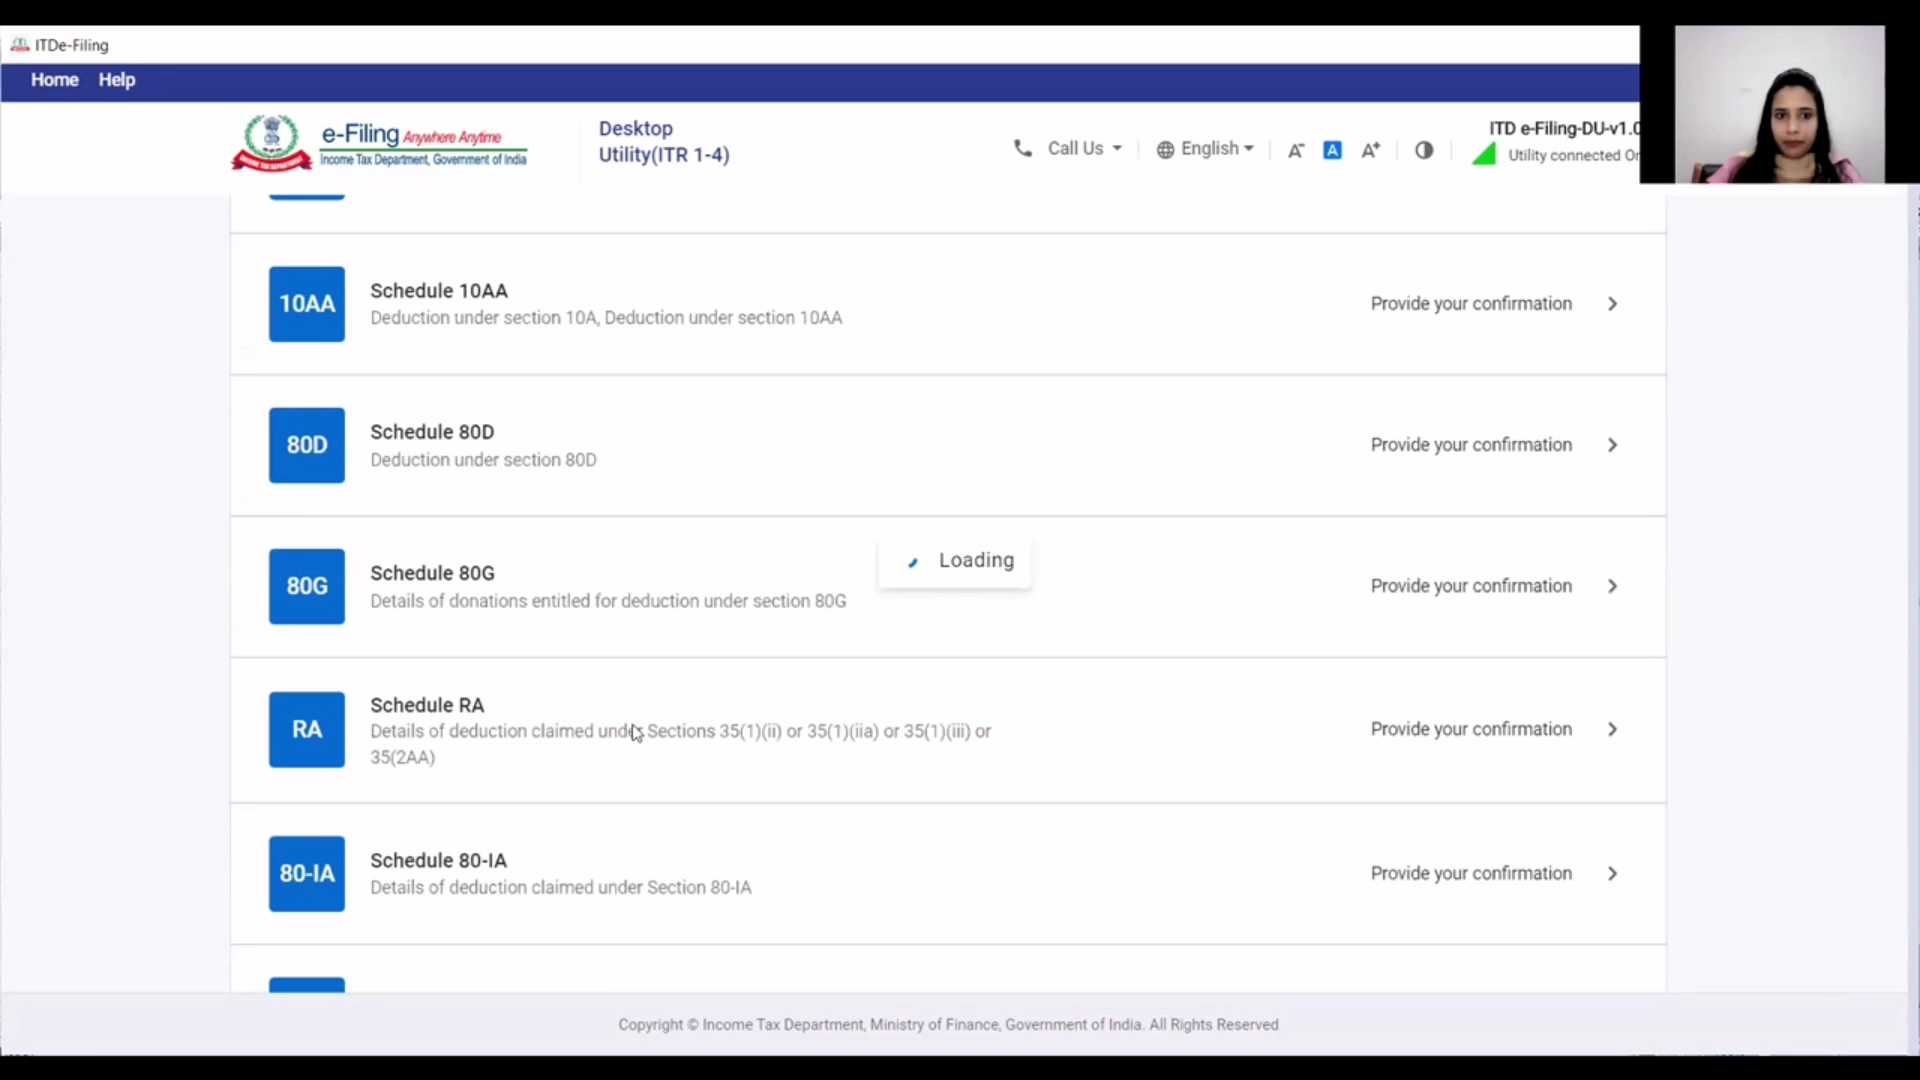 ITDe-Filing
Home Help
e-Filing Anywhere Anytime
Income Tax Department, Government of India
Desktop
Utility(ITR 1-4)
Call Us
English
A-
A
A+
ITD e-Filing-DU-v1.0
Utility connected
10AA
Schedule 10AA
Deduction under section 10A, Deduction under section 10AA
Provide your confirmation
80D
Schedule 80D
Deduction under section 80D
Provide your confirmation
Loading
80G
Schedule 80G
Details of donations entitled for deduction under section 80G
Provide your confirmation
RA
Schedule RA
Details of deduction claimed under Sections 35(1)(ii) or 35(1)(iia) or 35(1)(iii) or
35(2AA)
Provide your confirmation
80-IA
Schedule 80-IA
Details of deduction claimed under Section 80-IA
Provide your confirmation
Copyright © Income Tax Department, Ministry of Finance, Government of India. All Rights Reserved